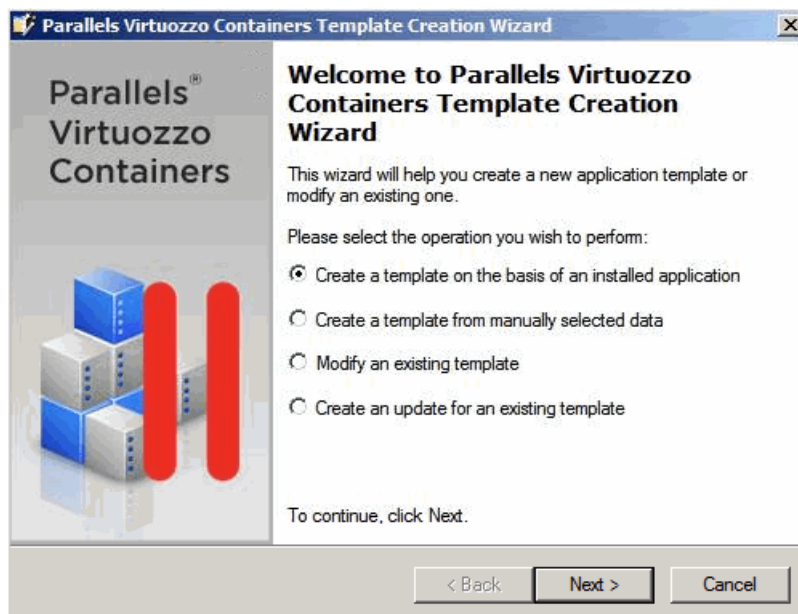 Parallels Virtuozzo Containers Template Creation Wizard
Parallels®
Virtuozzo
Containers
Welcome to Parallels Virtuozzo
Containers Template Creation
Wizard
This wizard will help you create a new application template or
modify an existing one.
Please select the operation you wish to perform:
Create a template on the basis of an installed application
Create a template from manually selected data
Modify an existing template
Create an update for an existing template
To continue, click Next.
< Back
Next >
Cancel